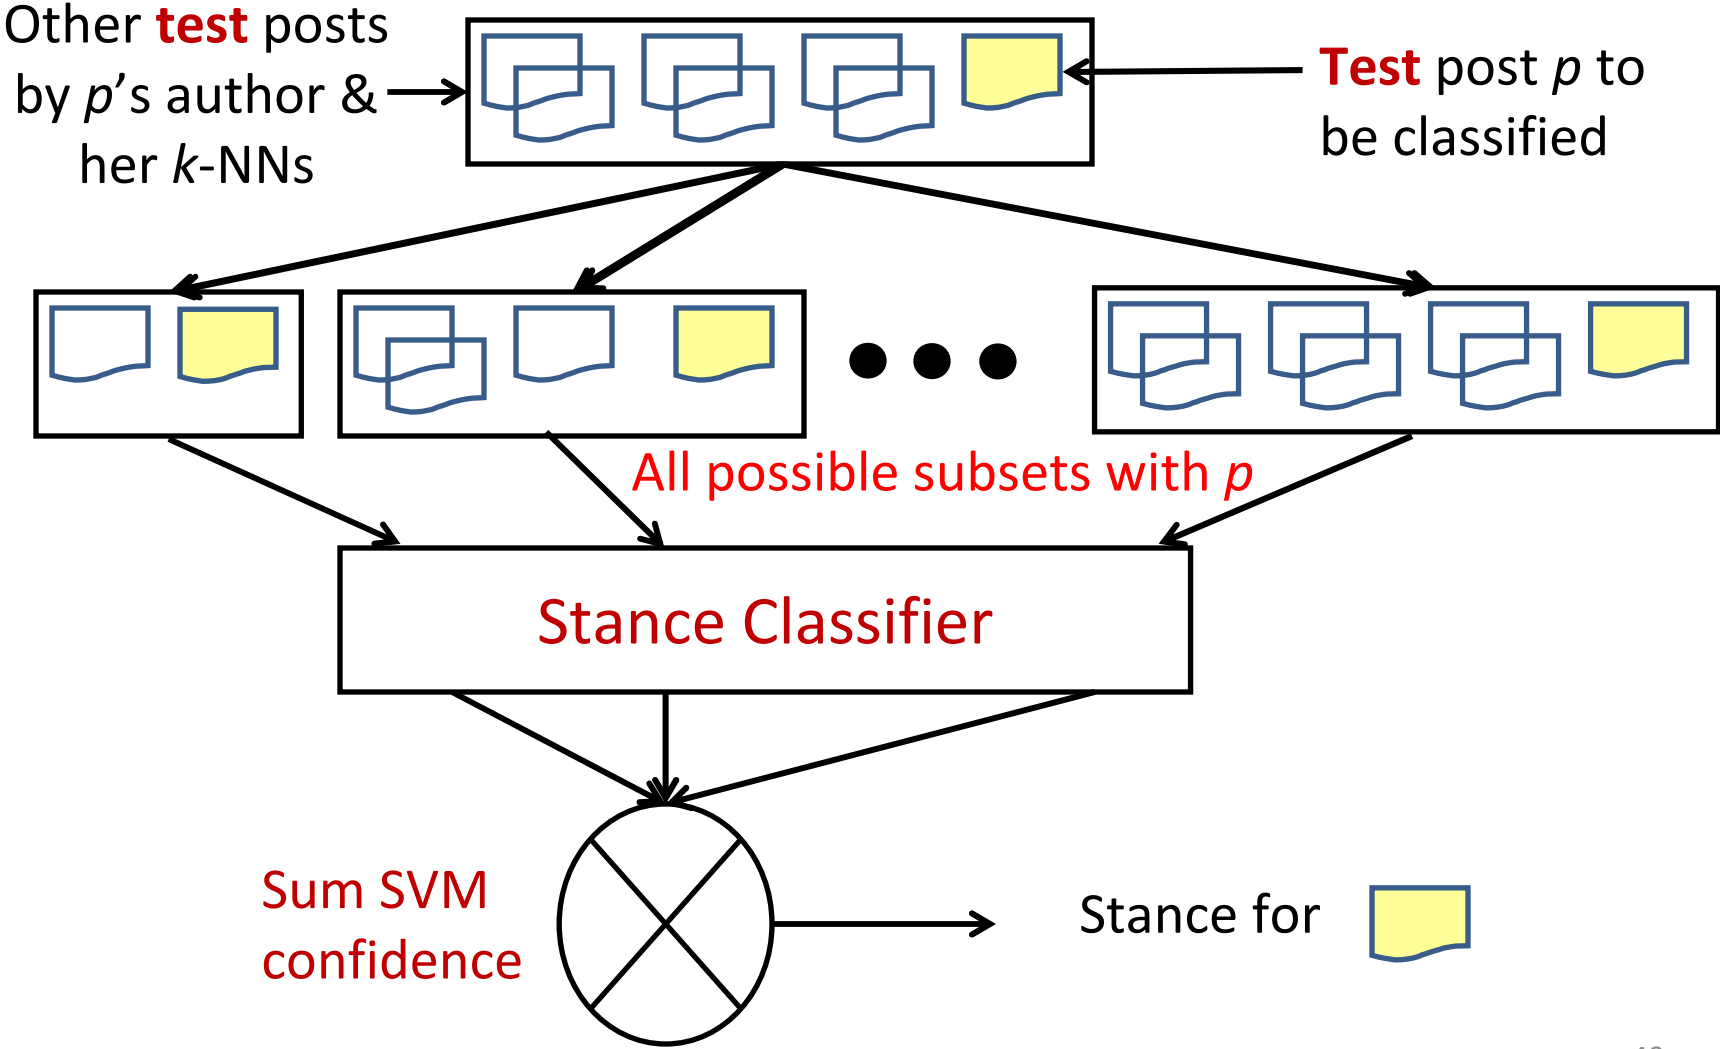 Other test posts
by p's author &
her k-NNs
Test post p to
be classified
All possible subsets with p
Stance Classifier
Sum SVM
confidence
Stance for